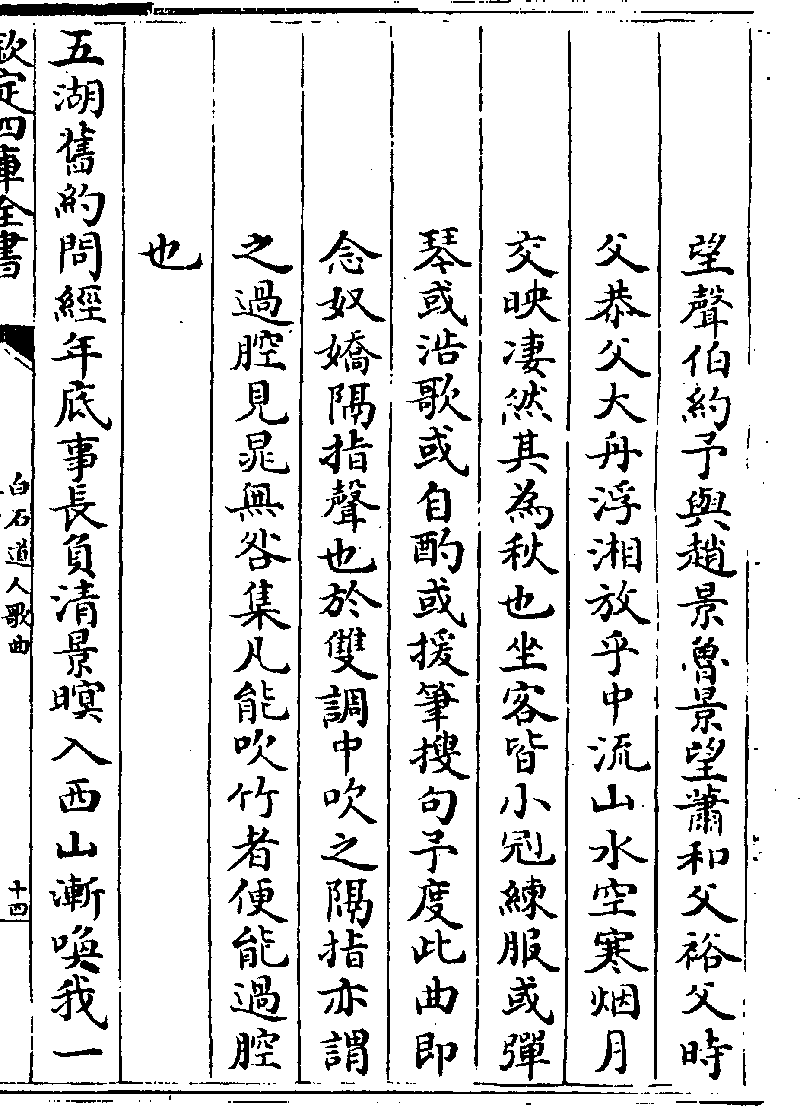 望聲伯約予與趙景魯景望蕭和父裕父時
父恭父大舟浮湘放乎中流山水空寒烟月
交映凄然其為秋也坐客皆小冠練服或彈
琴或浩歌或自酌或援筆搜句予度此曲即
念奴嬌隔指聲也於雙調中吹之隔指亦謂
之過腔見晁無咎集凡能吹竹者便能過腔
也
五湖舊約問經年底事長負清景暝入西山漸喚我一
欽定四庫全書
白石道人歌曲
十四